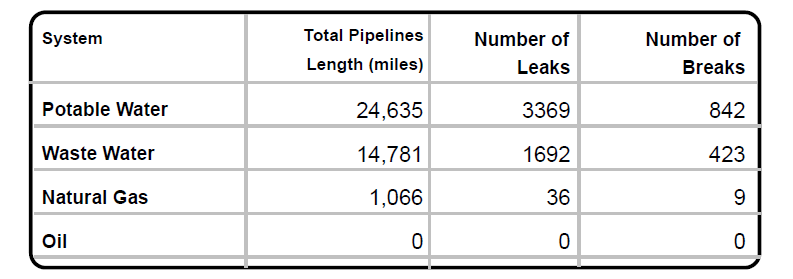 System Total Pipelines Length (miles) Number of Leaks Number of Breaks
Potable Water 24,635 3369 842
Waste Water 14,781 1692 423
Natural Gas 1,066 36 9
Oil 0 0 0